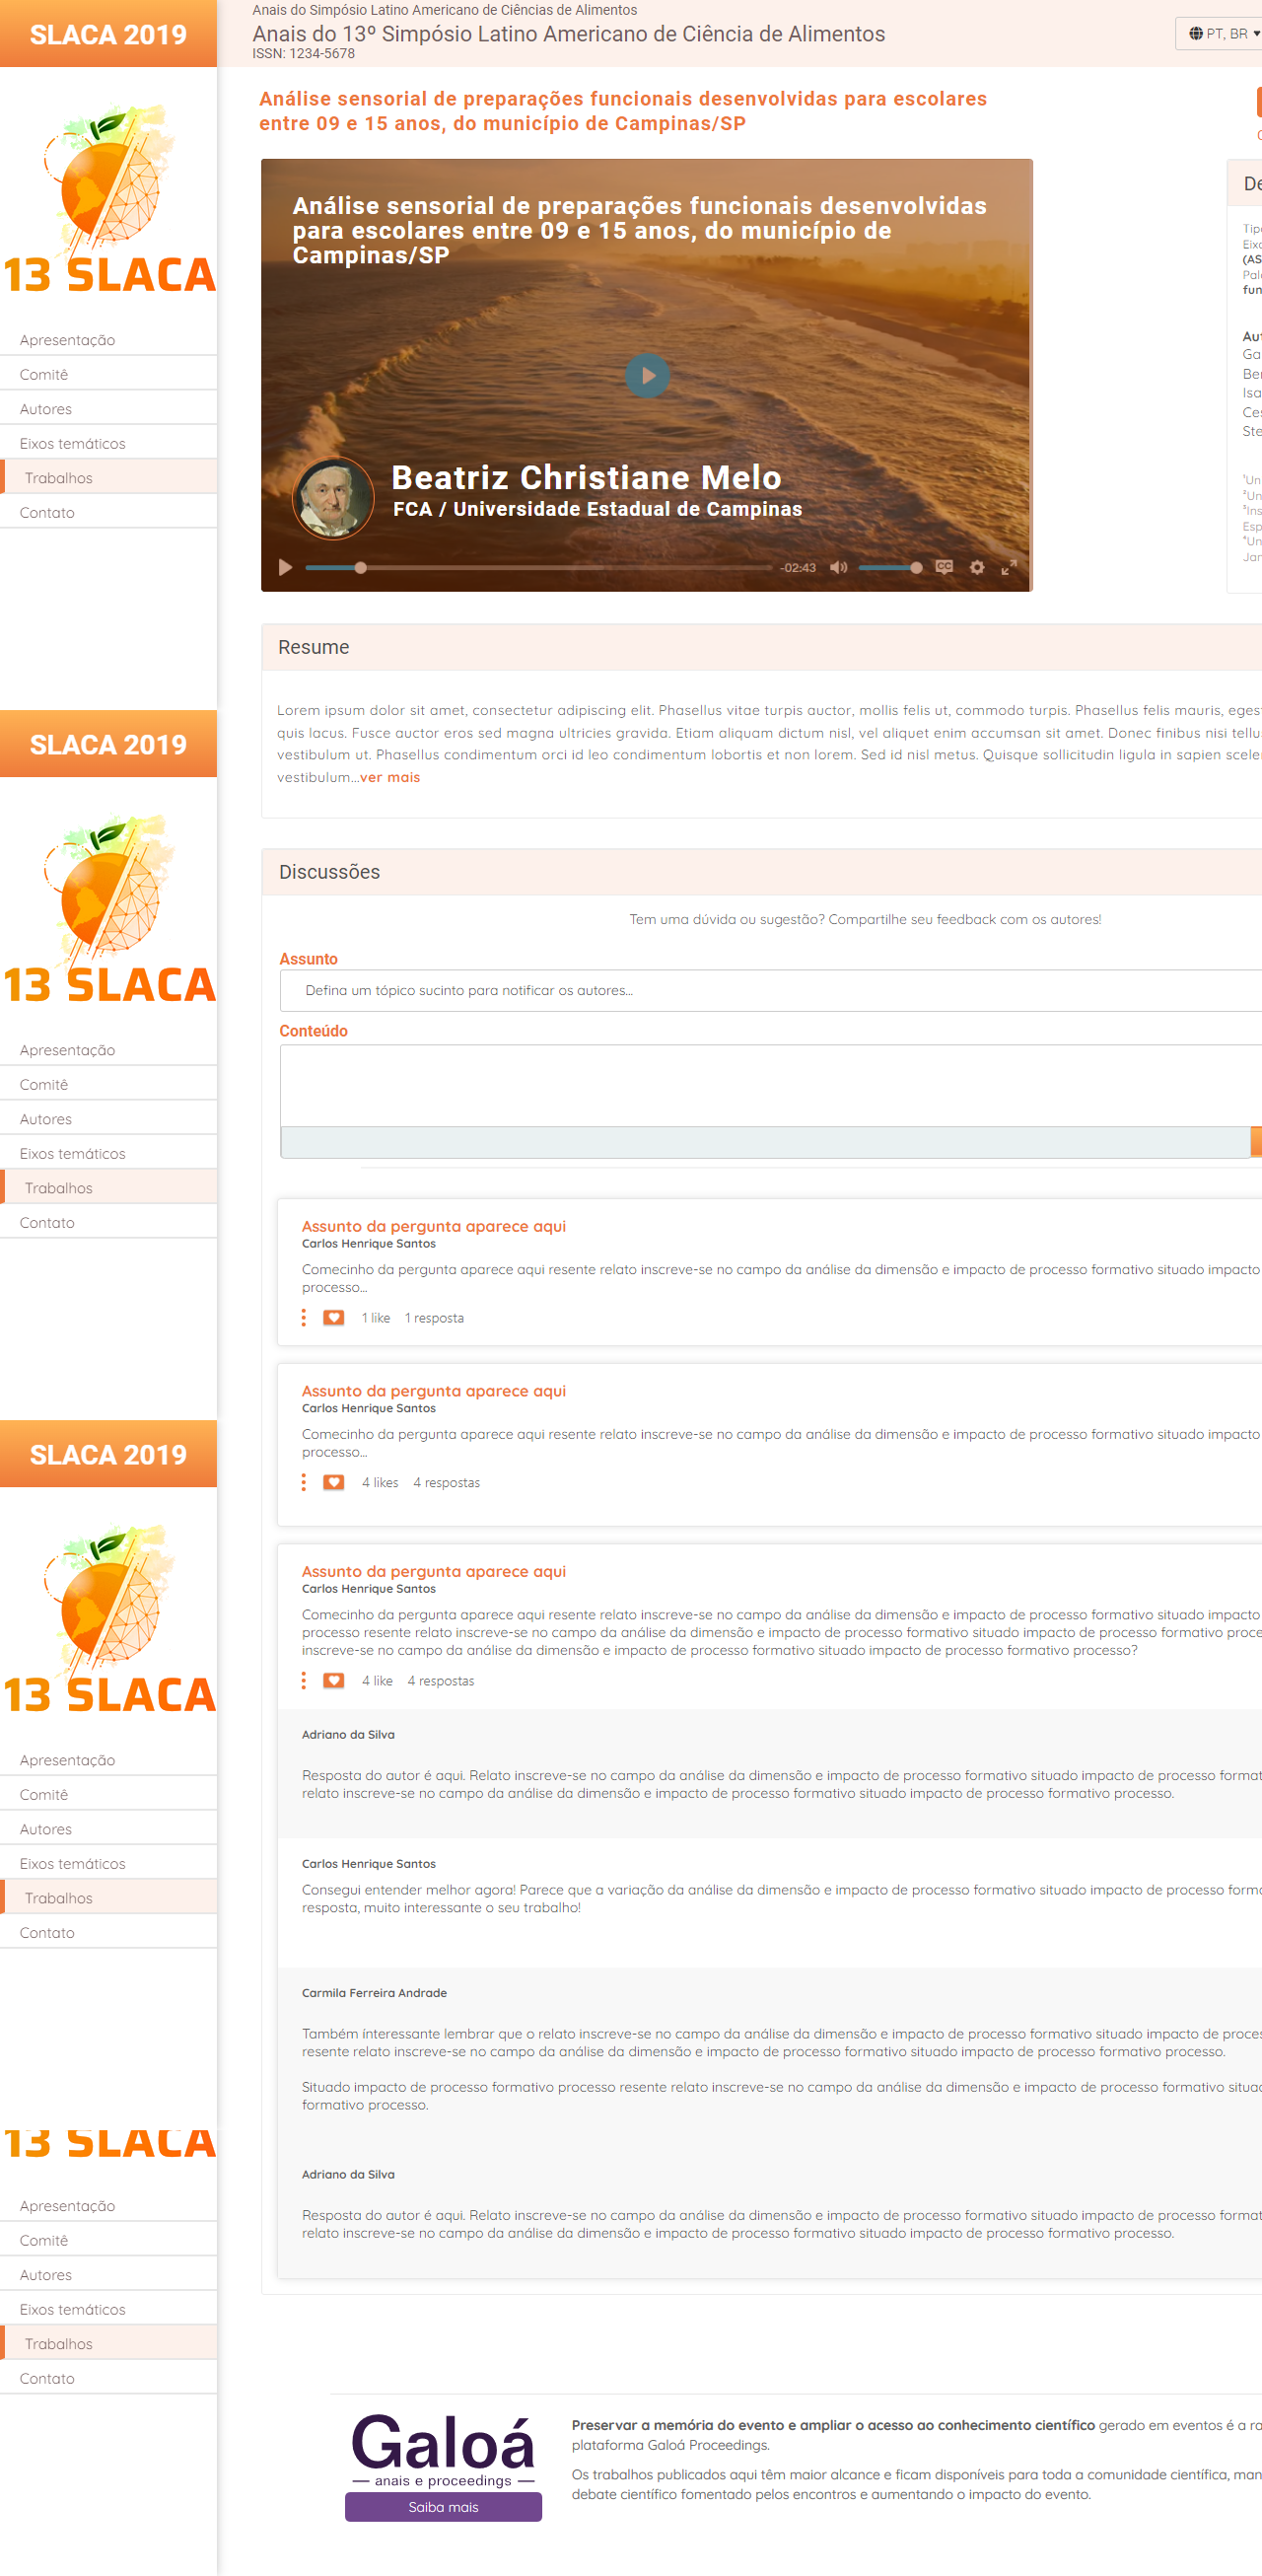 SLACA 2019
Anais do Simpósio Latino Americano de Ciências de Alimentos
Anais do 13º Simpósio Latino Americano de Ciência de Alimentos
ISSN: 1234-5678
PT, BR
13 SLACA
Apresentação
Comitê
Autores
Eixos temáticos
Trabalhos
Contato
Análise sensorial de preparações funcionais desenvolvidas para escolares
entre 09 e 15 anos, do município de Campinas/SP
Análise sensorial de preparações funcionais desenvolvidas
para escolares entre 09 e 15 anos, do município de
Campinas/SP
Beatriz Christiane Melo
FCA / Universidade Estadual de Campinas
-02:43
CC
De
Tipo
Eixo
(AS
Pala
fun
Aut
Ga
Ber
Isa
Ces
Ste
¹Un
²Un
³Ins
Esp
⁴Un
Jan
Resume
Lorem ipsum dolor sit amet, consectetur adipiscing elit. Phasellus vitae turpis auctor, mollis felis ut, commodo turpis. Phasellus felis mauris, eges
quis lacus. Fusce auctor eros sed magna ultricies gravida. Etiam aliquam dictum nisl, vel aliquet enim accumsan sit amet. Donec finibus nisi tellu
vestibulum ut. Phasellus condimentum orci id leo condimentum lobortis et non lorem. Sed id nisl metus. Quisque sollicitudin ligula in sapien sceler
vestibulum...ver mais
SLACA 2019
13 SLACA
Apresentação
Comitê
Autores
Eixos temáticos
Trabalhos
Contato
Discussões
Tem uma dúvida ou sugestão? Compartilhe seu feedback com os autores!
Assunto
Defina um tópico sucinto para notificar os autores...
Conteúdo
Assunto da pergunta aparece aqui
Carlos Henrique Santos
Comecinho da pergunta aparece aqui resente relato inscreve-se no campo da análise da dimensão e impacto de processo formativo situado impacto
processo...
1 like 1 resposta
Assunto da pergunta aparece aqui
Carlos Henrique Santos
Comecinho da pergunta aparece aqui resente relato inscreve-se no campo da análise da dimensão e impacto de processo formativo situado impacto
processo...
4 likes 4 respostas
SLACA 2019
13 SLACA
Apresentação
Comitê
Autores
Eixos temáticos
Trabalhos
Contato
Assunto da pergunta aparece aqui
Carlos Henrique Santos
Comecinho da pergunta aparece aqui resente relato inscreve-se no campo da análise da dimensão e impacto de processo formativo situado impacto
processo resente relato inscreve-se no campo da análise da dimensão e impacto de processo formativo situado impacto de processo formativo proce
inscreve-se no campo da análise da dimensão e impacto de processo formativo situado impacto de processo formativo processo?
4 like 4 respostas
Adriano da Silva
Resposta do autor é aqui. Relato inscreve-se no campo da análise da dimensão e impacto de processo formativo situado impacto de processo format
relato inscreve-se no campo da análise da dimensão e impacto de processo formativo situado impacto de processo formativo processo.
Carlos Henrique Santos
Consegui entender melhor agora! Parece que a variação da análise da dimensão e impacto de processo formativo situado impacto de processo forma
resposta, muito interessante o seu trabalho!
Carmila Ferreira Andrade
Também ínteressante lembrar que o relato inscreve-se no campo da análise da dimensão e impacto de processo formativo situado impacto de proces
resente relato inscreve-se no campo da análise da dimensão e impacto de processo formativo situado impacto de processo formativo processo.
Situado impacto de processo formativo processo resente relato inscreve-se no campo da análise da dimensão e impacto de processo formativo situac
formativo processo.
Adriano da Silva
Resposta do autor é aqui. Relato inscreve-se no campo da análise da dimensão e impacto de processo formativo situado impacto de processo format
relato inscreve-se no campo da análise da dimensão e impacto de processo formativo situado impacto de processo formativo processo.
13 SLACA
Apresentação
Comitê
Autores
Eixos temáticos
Trabalhos
Contato
Galoá
anais e proceedings
Saiba mais
Preservar a memória do evento e ampliar o acesso ao conhecimento científico gerado em eventos é a ra
plataforma Galoá Proceedings.
Os trabalhos publicados aqui têm maior alcance e ficam disponíveis para toda a comunidade científica, man
debate científico fomentado pelos encontros e aumentando o impacto do evento.